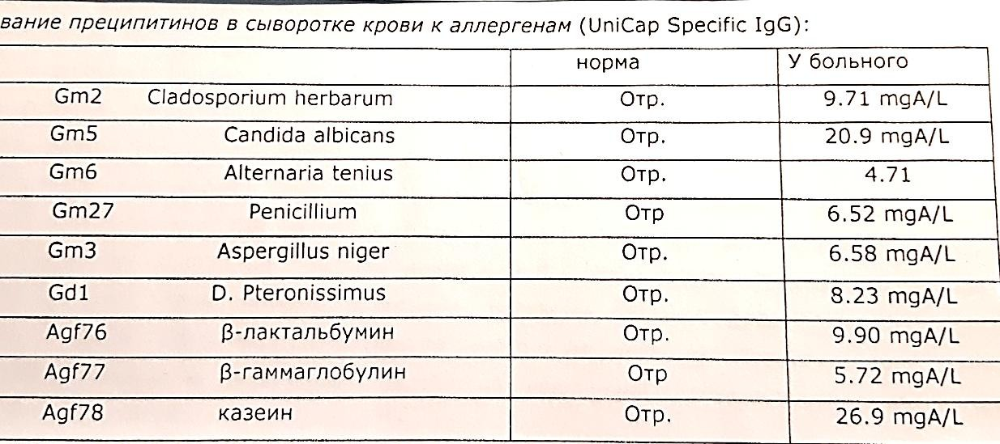 вание преципитинов в сыворотке крови к аллергенам (UniCap Specific IgG):
норма У больного
Gm2 Cladosporium herbarum Отр. 9.71 mgA/L
Gm5 Candida albicans Отр. 20.9 mgA/L
Gm6 Alternaria tenius Отр. 4.71
Gm27 Penicillium Отр 6.52 mgA/L
Gm3 Aspergillus niger Отр. 6.58 mgA/L
Gd1 D. Pteronissimus Отр. 8.23 mgA/L
Agf76 β-лактальбумин Отр. 9.90 mgA/L
Agf77 β-гаммаглобулин Отр 5.72 mgA/L
Agf78 казеин Отр. 26.9 mgA/L